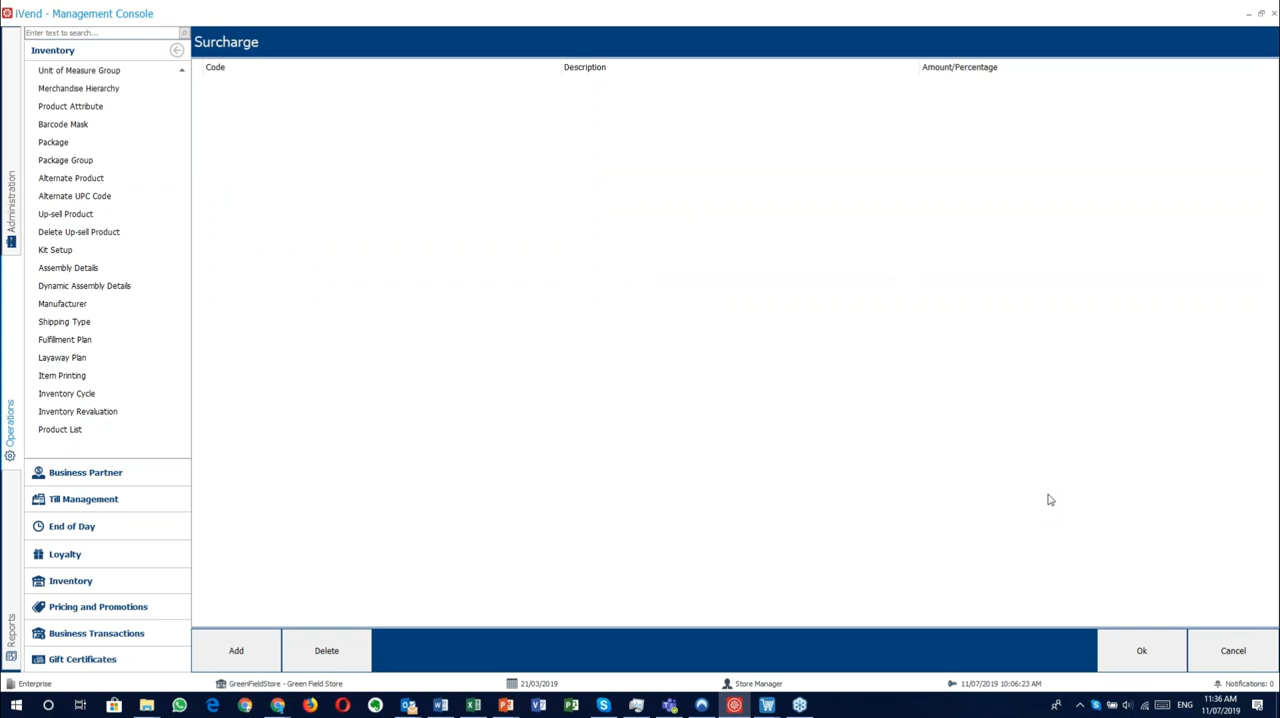 iVend - Management Console
Enter text to search...
Inventory
Unit of Measure Group
Merchandise Hierarchy
Product Attribute
Barcode Mask
Package
Package Group
Alternate Product
Alternate UPC Code
Up-sell Product
Delete Up-sell Product
Kit Setup
Assembly Details
Dynamic Assembly Details
Manufacturer
Shipping Type
Fulfillment Plan
Layaway Plan
Item Printing
Inventory Cycle
Inventory Revaluation
Product List
Business Partner
Till Management
End of Day
Loyalty
Inventory
Pricing and Promotions
Business Transactions
Gift Certificates
Administration
Operations
Reports
Surcharge
Code Description Amount/Percentage
Add Delete Ok Cancel
Enterprise GreenFieldStore - Green Field Store 21/03/2019 Store Manager 11/07/2019 10:06:23 AM Notifications: 0
ENG 11:36 AM
11/07/2019